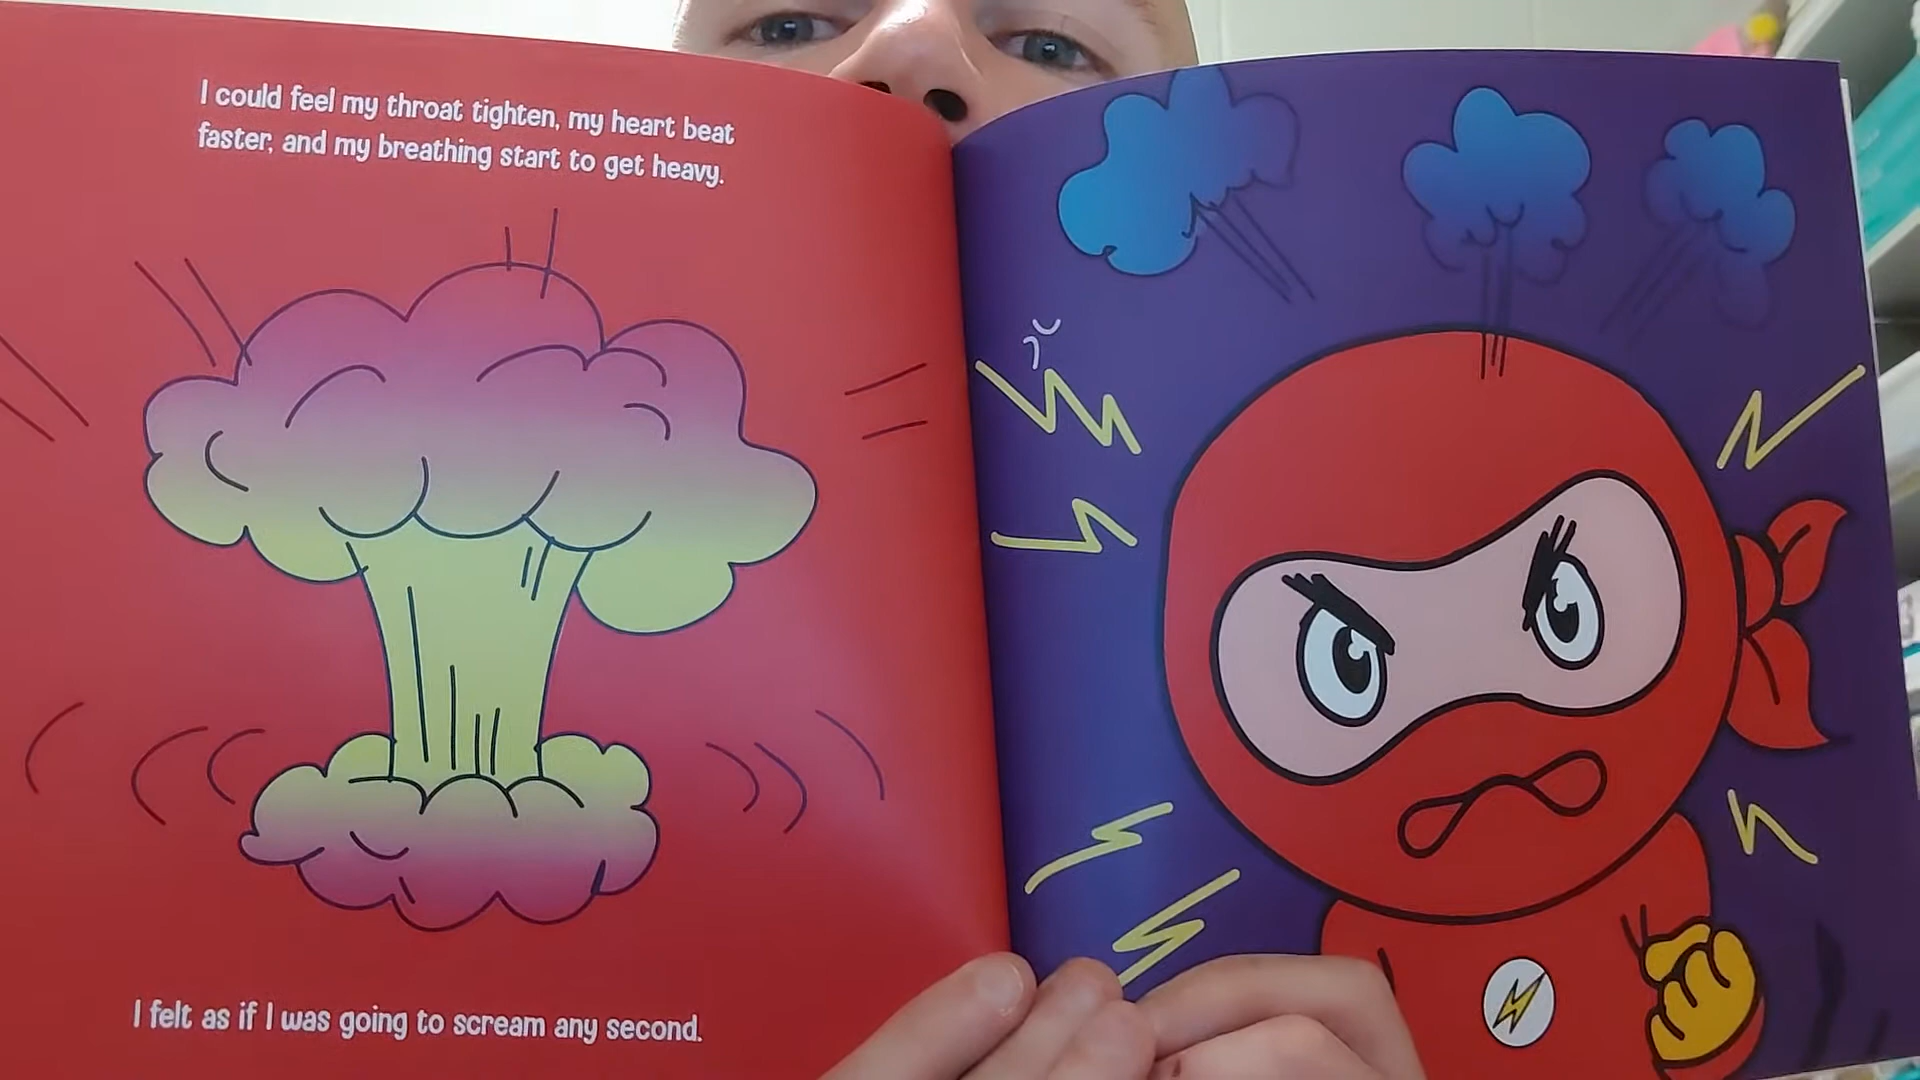 I could feel my throat tighten, my heart beat
faster, and my breathing start to get heavy.
I felt as if I was going to scream any second.